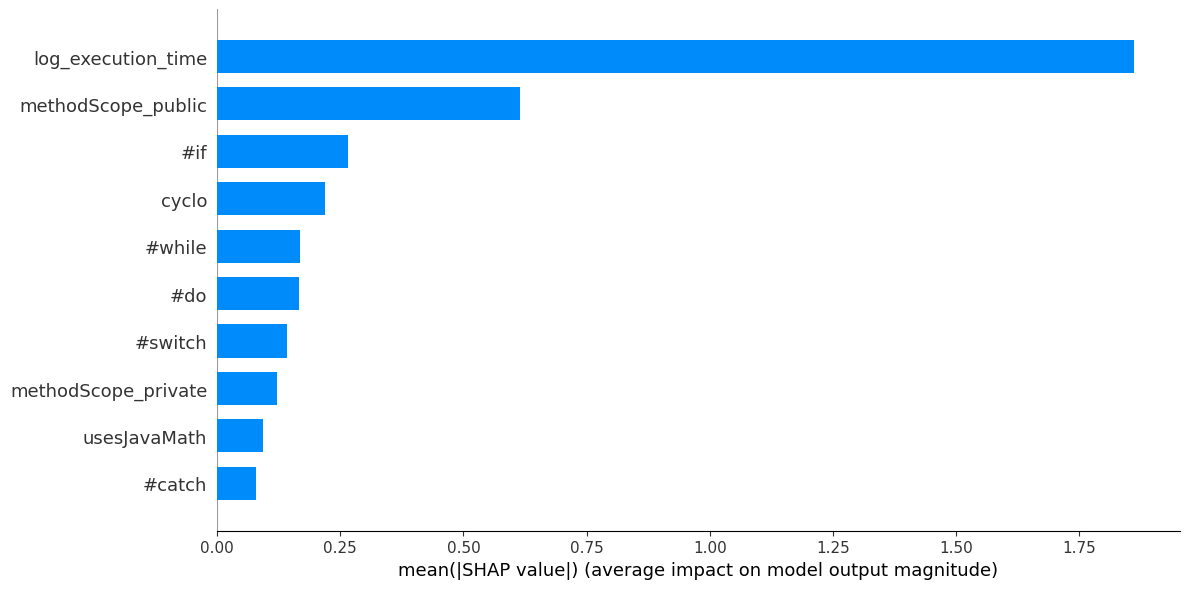 log_execution_time
methodScope_public
#if
cyclo
#while
#do
#switch
methodScope_private
usesJavaMath
#catch
0.00 0.25 0.50 0.75 1.00 1.25 1.50 1.75
mean(|SHAP value|) (average impact on model output magnitude)